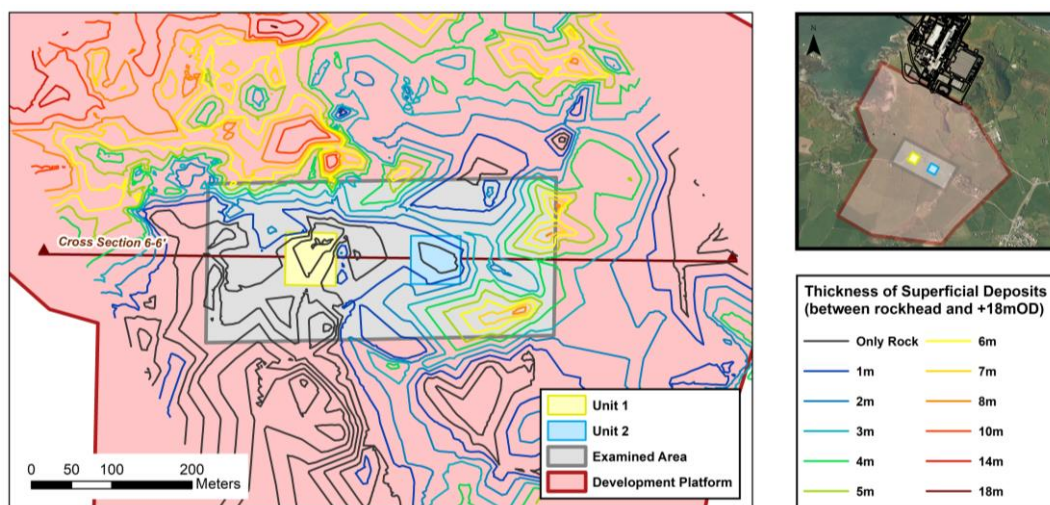 Cross Section 6-6'
0 50 100 200
Meters
Unit 1
Unit 2
Examined Area
Development Platform
N
Thickness of Superficial Deposits
(between rockhead and +18mOD)
Only Rock 6m
1m 7m
2m 8m
3m 10m
4m 14m
5m 18m